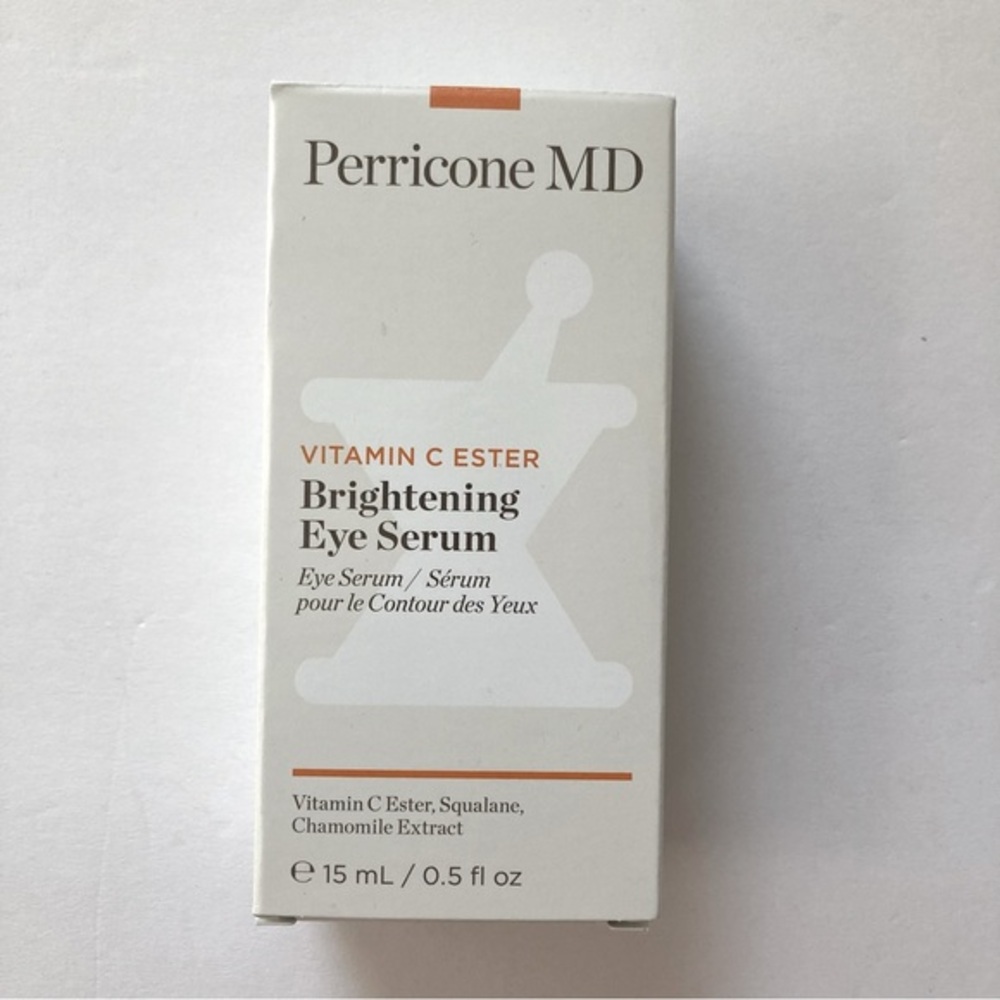 Perricone MD
VITAMIN C ESTER
Brightening
Eye Serum
Eye Serum / Sérum
pour le Contour des Yeux
Vitamin C Ester, Squalane,
Chamomile Extract
℮ 15 mL / 0.5 fl oz